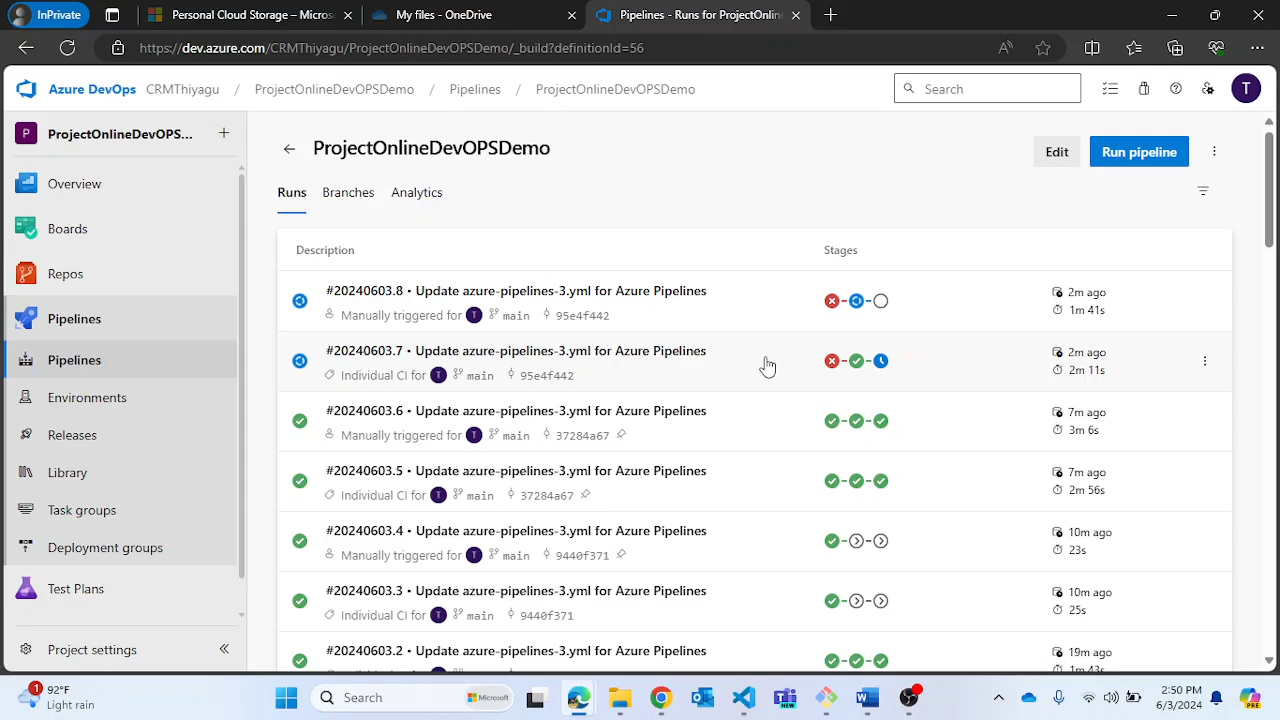 InPrivate
Personal Cloud Storage – Micros
My files - OneDrive
Pipelines - Runs for ProjectOnlin
https://dev.azure.com/CRMThiyagu/ProjectOnlineDevOPSDemo/_build?definitionId=56
Azure DevOps CRMThiyagu / ProjectOnlineDevOPSDemo / Pipelines / ProjectOnlineDevOPSDemo
Search
T
P ProjectOnlineDevOPS...
Overview
Boards
Repos
Pipelines
Pipelines
Environments
Releases
Library
Task groups
Deployment groups
Test Plans
Project settings
ProjectOnlineDevOPSDemo
Edit
Run pipeline
Runs Branches Analytics
Description Stages
#20240603.8 • Update azure-pipelines-3.yml for Azure Pipelines
Manually triggered for T main 95e4f442
2m ago
1m 41s
#20240603.7 • Update azure-pipelines-3.yml for Azure Pipelines
Individual CI for T main 95e4f442
2m ago
2m 11s
#20240603.6 • Update azure-pipelines-3.yml for Azure Pipelines
Manually triggered for T main 37284a67
7m ago
3m 6s
#20240603.5 • Update azure-pipelines-3.yml for Azure Pipelines
Individual CI for T main 37284a67
7m ago
2m 56s
#20240603.4 • Update azure-pipelines-3.yml for Azure Pipelines
Manually triggered for T main 9440f371
10m ago
23s
#20240603.3 • Update azure-pipelines-3.yml for Azure Pipelines
Individual CI for T main 9440f371
10m ago
25s
#20240603.2 • Update azure-pipelines-3.yml for Azure Pipelines
19m ago
1m 43s
1
92°F
Light rain
Search
Microsoft
NEW
2:50 PM
6/3/2024
PRE